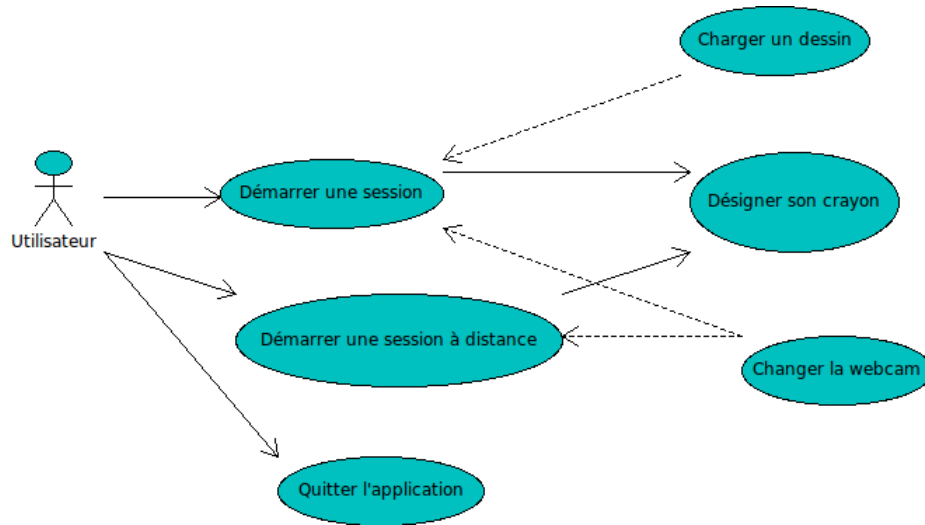 Charger un dessin
Démarrer une session
Désigner son crayon
Utilisateur
Démarrer une session à distance
Changer la webcam
Quitter l'application